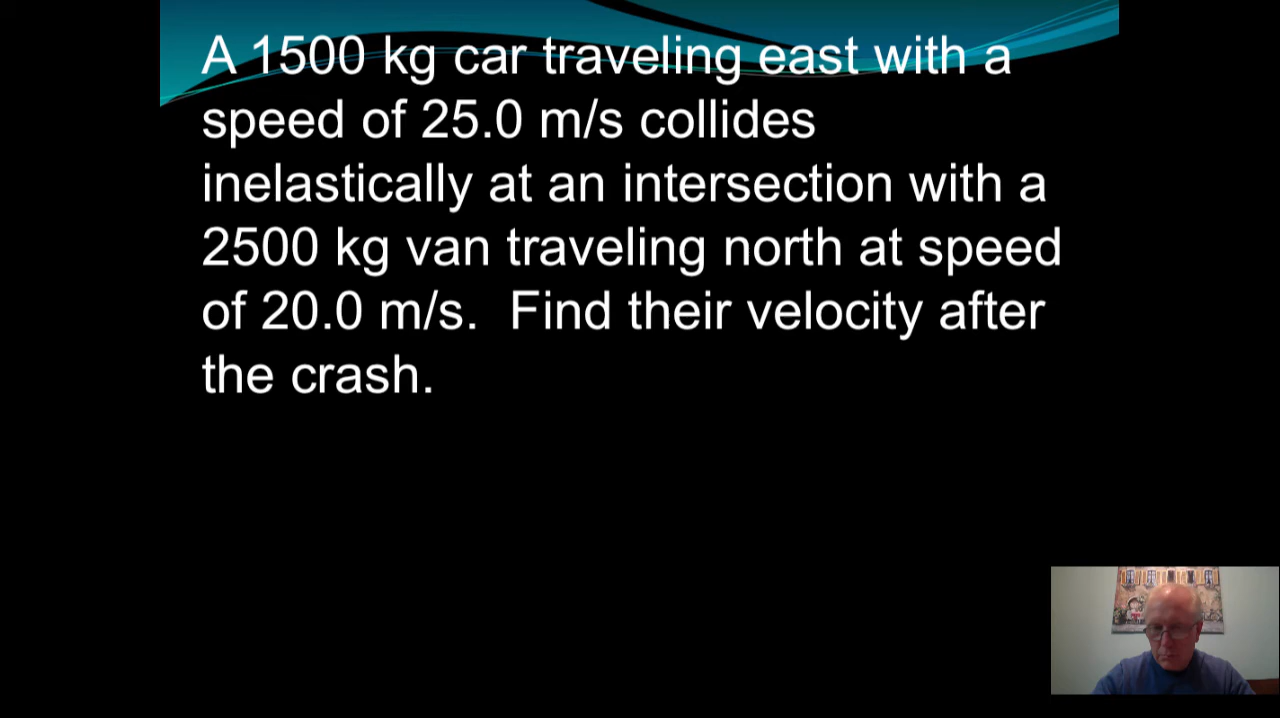 A 1500 kg car traveling east with a
speed of 25.0 m/s collides
inelastically at an intersection with a
2500 kg van traveling north at speed
of 20.0 m/s.  Find their velocity after
the crash.